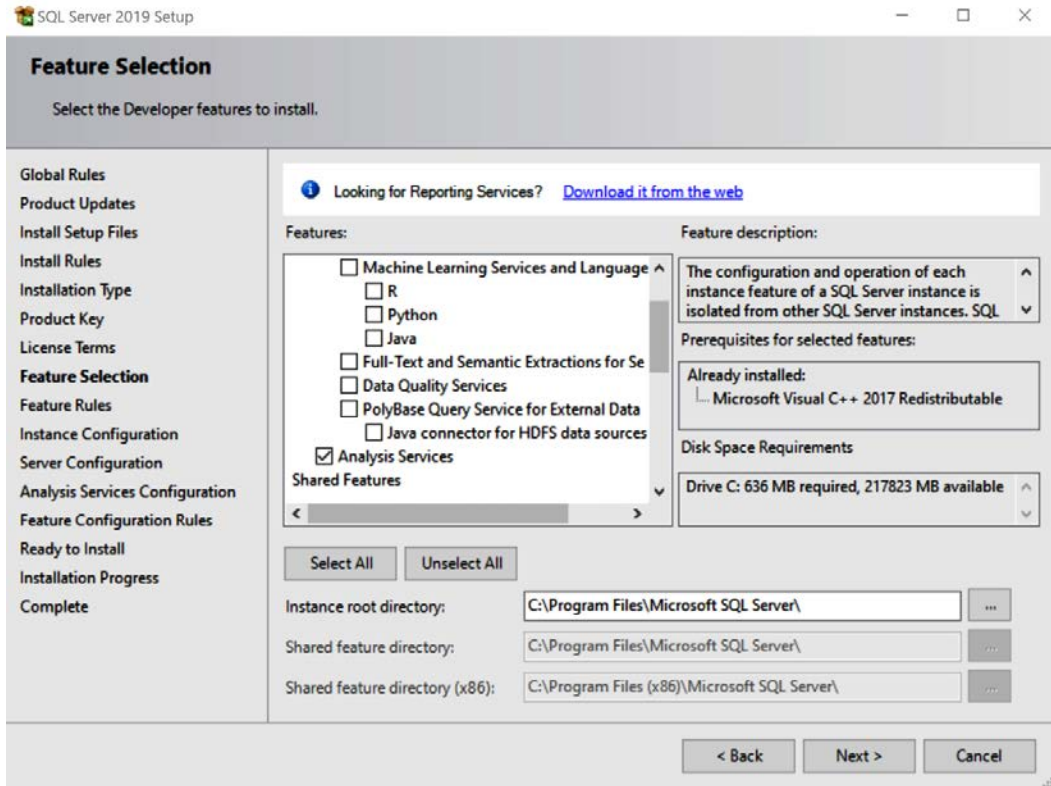 SQL Server 2019 Setup
Feature Selection
Select the Developer features to install.
Global Rules
Product Updates
Install Setup Files
Install Rules
Installation Type
Product Key
License Terms
Feature Selection
Feature Rules
Instance Configuration
Server Configuration
Analysis Services Configuration
Feature Configuration Rules
Ready to Install
Installation Progress
Complete
Looking for Reporting Services? Download it from the web
Features:
Machine Learning Services and Language
R
Python
Java
Full-Text and Semantic Extractions for Se
Data Quality Services
PolyBase Query Service for External Data
Java connector for HDFS data sources
Analysis Services
Shared Features
Feature description:
The configuration and operation of each
instance feature of a SQL Server instance is
isolated from other SQL Server instances. SQL
Prerequisites for selected features:
Already installed:
Microsoft Visual C++ 2017 Redistributable
Disk Space Requirements
Drive C: 636 MB required, 217823 MB available
Select All
Unselect All
Instance root directory: C:\Program Files\Microsoft SQL Server\ ...
Shared feature directory: C:\Program Files\Microsoft SQL Server\ ...
Shared feature directory (x86): C:\Program Files (x86)\Microsoft SQL Server\ ...
< Back
Next >
Cancel